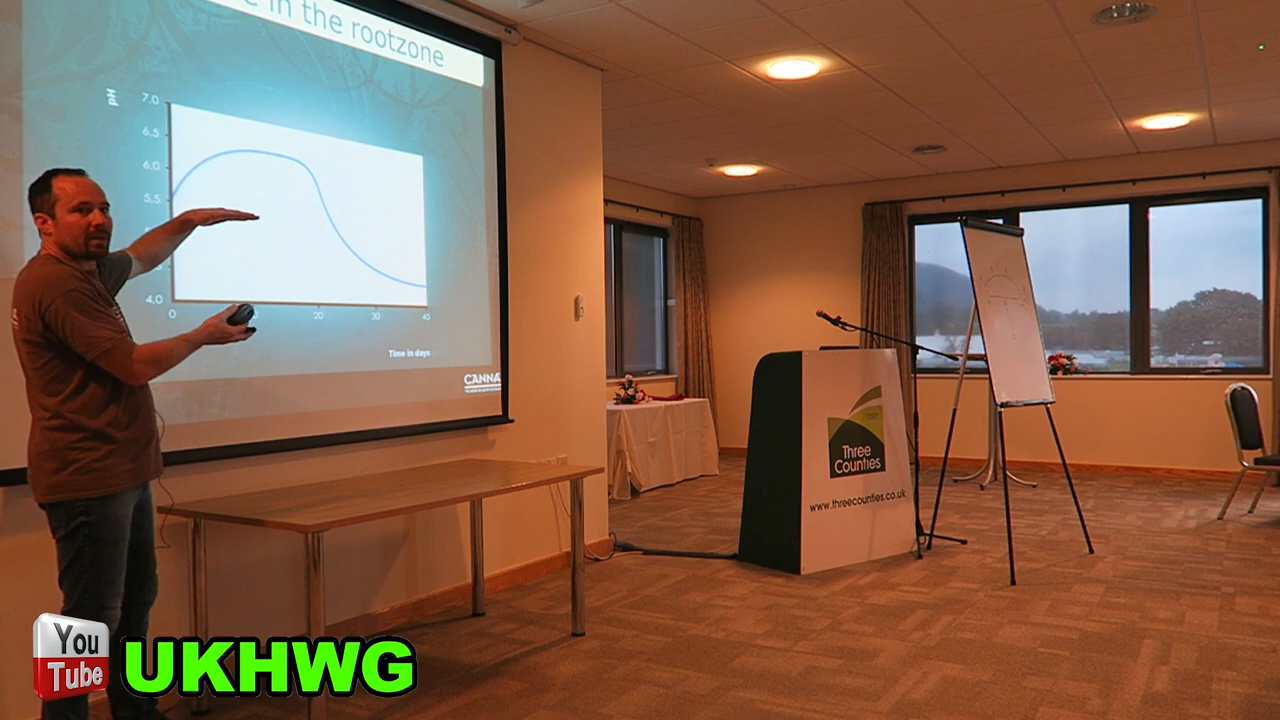 in the rootzone
pH
7.0
6.5
6.0
5.5
4.0
0
20
30
40
Time in days
CANNA
Three
Counties
www.threecounties.co.uk
You
Tube
UKHWG